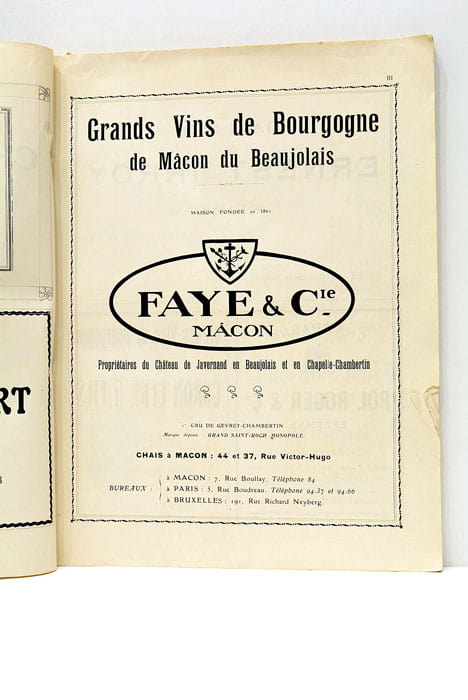 III
Grands Vins de Bourgogne
de Mâcon du Beaujolais
MAISON FONDÉE en
FAYE & Cie
MÂCON
Propriétaires du Château de Javernand en Beaujolais et en Chapelle-Chambertin
CRU DE GEVREY-CHAMBERTIN
Marque déposée GRAND SAINT-ROCH MONOPOLE
CHAIS à MACON : 44 et 37, Rue Victor-Hugo
BUREAUX :
à MACON : 7, Rue Boullay, Téléphone 84
à PARIS : 5, Rue Boudreau, Téléphone 94.37 et 94.66
à BRUXELLES : 191, Rue Richard Neyberg.
RT